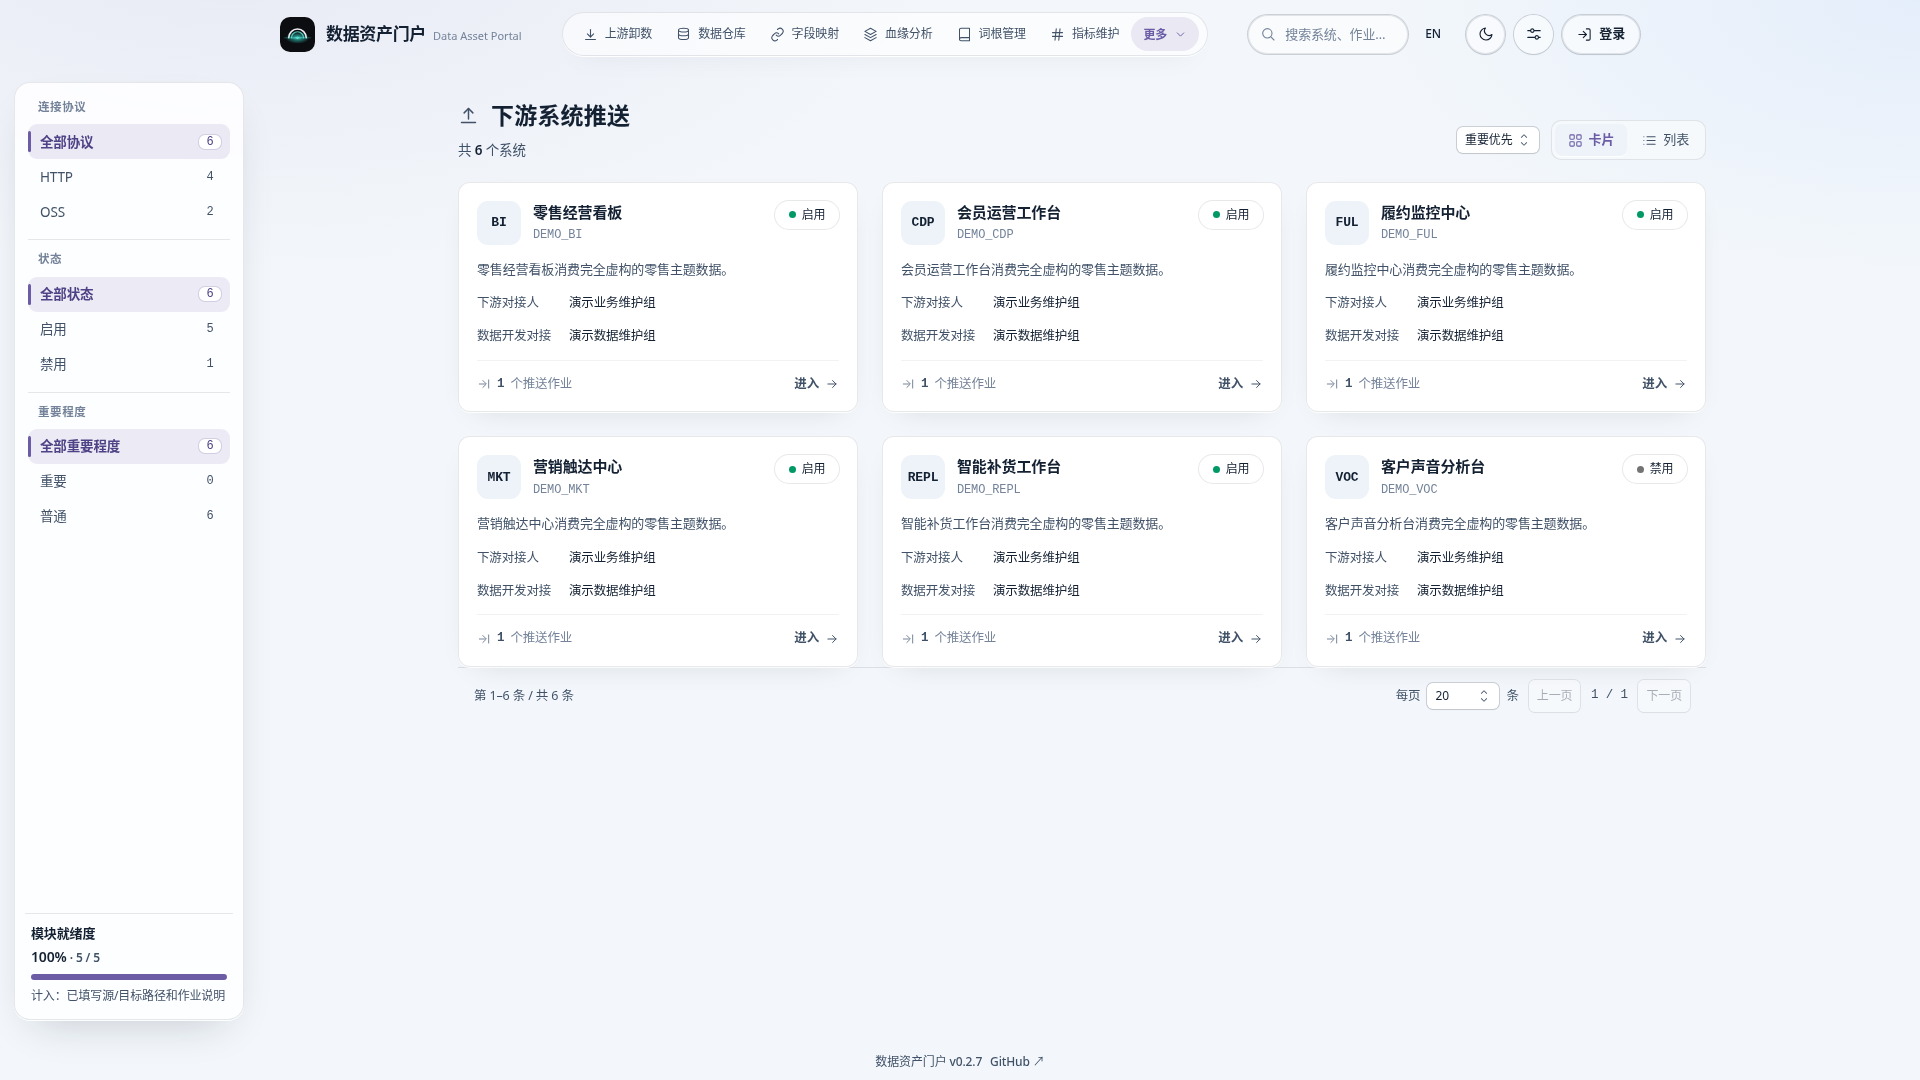 数据资产门户 Data Asset Portal
上游卸数 数据仓库 字段映射 血缘分析 词根管理 指标维护 更多
搜索系统、作业... EN 登录
连接协议
全部协议 6
HTTP 4
OSS 2
状态
全部状态 6
启用 5
禁用 1
重要程度
全部重要程度 6
重要 0
普通 6
模块就绪度
100% · 5 / 5
计入：已填写源/目标路径和作业说明
下游系统推送
共 6 个系统
重要优先 卡片 列表
BI 零售经营看板 启用
DEMO_BI
零售经营看板消费完全虚构的零售主题数据。
下游对接人 演示业务维护组
数据开发对接 演示数据维护组
1 个推送作业 进入
CDP 会员运营工作台 启用
DEMO_CDP
会员运营工作台消费完全虚构的零售主题数据。
下游对接人 演示业务维护组
数据开发对接 演示数据维护组
1 个推送作业 进入
FUL 履约监控中心 启用
DEMO_FUL
履约监控中心消费完全虚构的零售主题数据。
下游对接人 演示业务维护组
数据开发对接 演示数据维护组
1 个推送作业 进入
MKT 营销触达中心 启用
DEMO_MKT
营销触达中心消费完全虚构的零售主题数据。
下游对接人 演示业务维护组
数据开发对接 演示数据维护组
1 个推送作业 进入
REPL 智能补货工作台 启用
DEMO_REPL
智能补货工作台消费完全虚构的零售主题数据。
下游对接人 演示业务维护组
数据开发对接 演示数据维护组
1 个推送作业 进入
VOC 客户声音分析台 禁用
DEMO_VOC
客户声音分析台消费完全虚构的零售主题数据。
下游对接人 演示业务维护组
数据开发对接 演示数据维护组
1 个推送作业 进入
第 1–6 条 / 共 6 条
每页 20 条 上一页 1 / 1 下一页
数据资产门户 v0.2.7 GitHub ↗